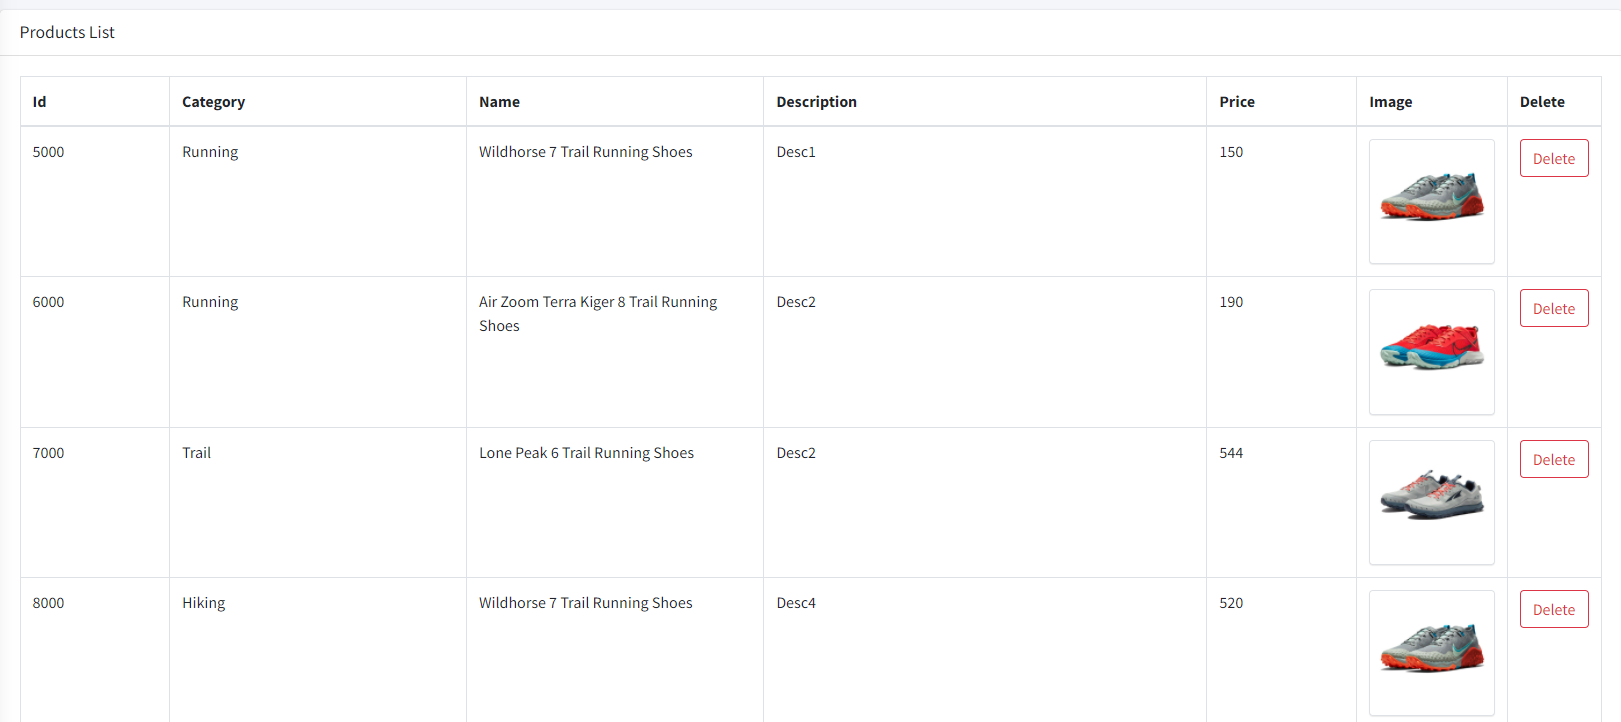 Products List
Id Category Name Description Price Image Delete
5000 Running Wildhorse 7 Trail Running Shoes Desc1 150 Delete
6000 Running Air Zoom Terra Kiger 8 Trail Running Desc2 190 Delete
Shoes
7000 Trail Lone Peak 6 Trail Running Shoes Desc2 544 Delete
8000 Hiking Wildhorse 7 Trail Running Shoes Desc4 520 Delete